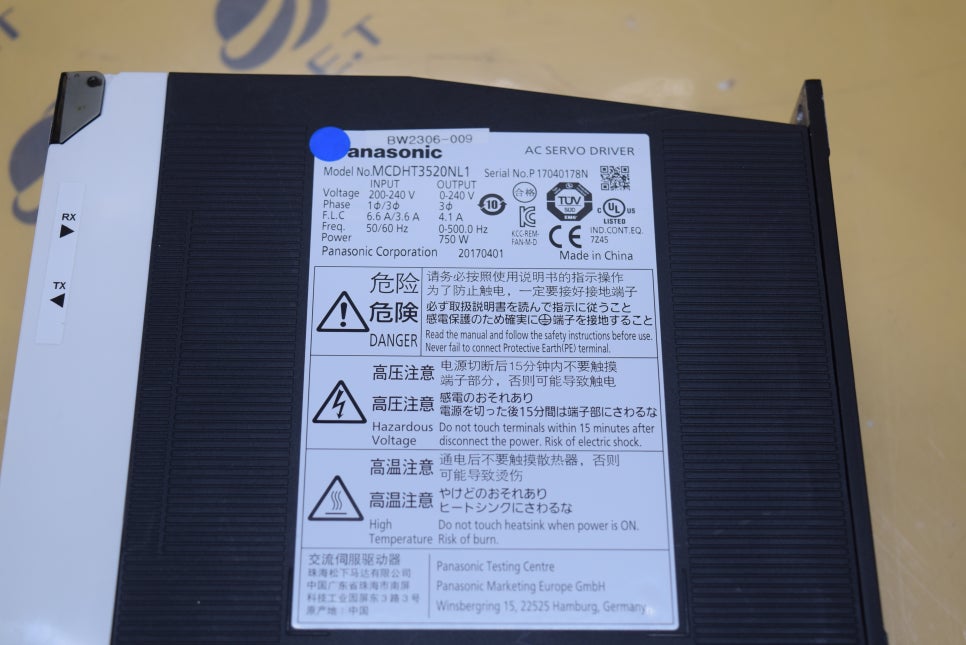 E.T
BW2306-009
anasonic
AC SERVO DRIVER
Model No.MCDHT3520NL1 Serial No.P17040178N
INPUT OUTPUT
Voltage 200-240 V 0-240 V
Phase 1ϕ/3ϕ 3ϕ
F.L.C 6.6 A/3.6 A 4.1 A
Freq. 50/60 Hz 0-500.0 Hz
Power 750 W
Panasonic Corporation 20170401
10
合格
KCC-REM-
FAN-M-D
TÜV
SÜD
C UL US
LISTED
IND.CONT.EQ.
7Z45
CE
Made in China
RX
TX
危险
请务必按照使用说明书的指示操作
为了防止触电，一定要接好接地端子
危険
必ず取扱説明書を読んで指示に従うこと
感電保護のため確実に⏚端子を接地すること
DANGER
Read the manual and follow the safety instructions before use.
Never fail to connect Protective Earth(PE) terminal.
高压注意
电源切断后15分钟内不要触摸
端子部分，否则可能导致触电
高圧注意
感電のおそれあり
電源を切った後15分間は端子部にさわるな
Hazardous
Voltage
Do not touch terminals within 15 minutes after
disconnect the power. Risk of electric shock.
高温注意
通电后不要触摸散热器，否则
可能导致烫伤
高温注意
やけどのおそれあり
ヒートシンクにさわるな
High
Temperature
Do not touch heatsink when power is ON.
Risk of burn.
交流伺服驱动器
珠海松下马达有限公司
中国广东省珠海市南屏
科技工业园屏东3路3号
原产地：中国
Panasonic Testing Centre
Panasonic Marketing Europe GmbH
Winsbergring 15, 22525 Hamburg, Germany